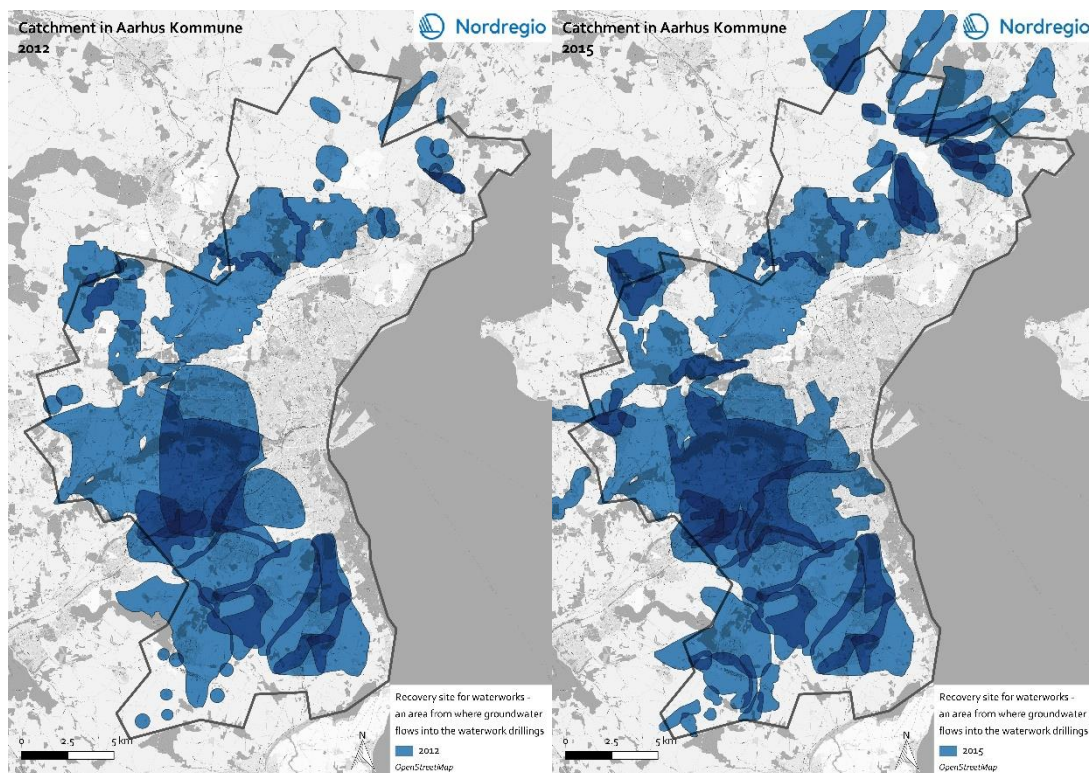 Catchment in Aarhus Kommune
2012
Nordregio
Recovery site for waterworks -
an area from where groundwater
flows into the waterwork drillings
2012
OpenStreetMap
0 2.5 5 km
N
Catchment in Aarhus Kommune
2015
Nordregio
Recovery site for waterworks -
an area from where groundwater
flows into the waterwork drillings
2015
OpenStreetMap
0 2.5 5 km
N